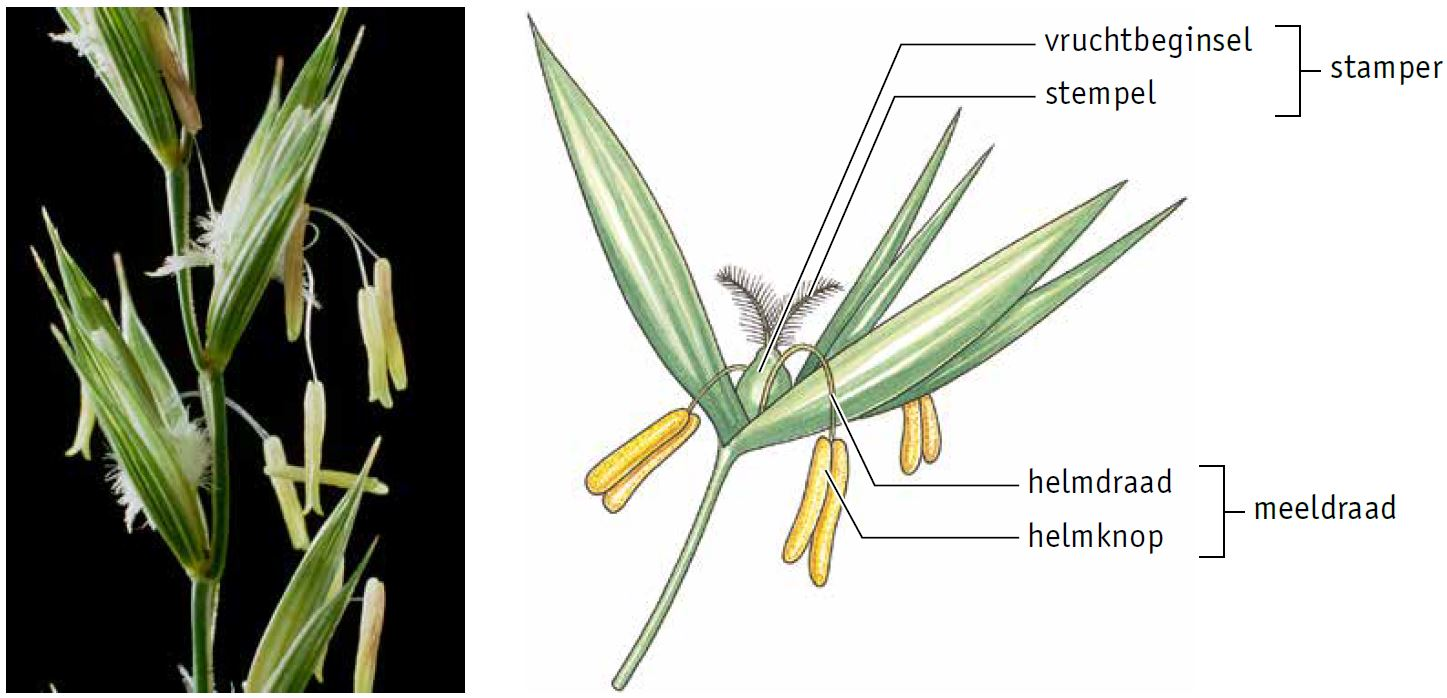 vruchtbeginsel
stempel
stamper
helmdraad
helmknop
meeldraad